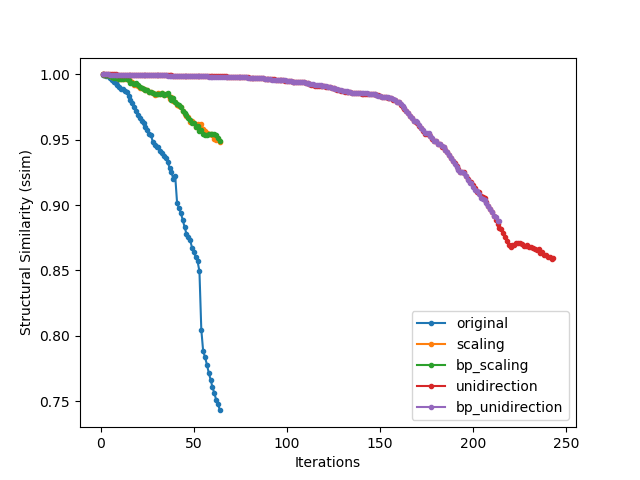 1.00
0.95
0.90
0.85
0.80
0.75
Structural Similarity (ssim)
original
scaling
bp_scaling
unidirection
bp_unidirection
0 50 100 150 200 250
Iterations